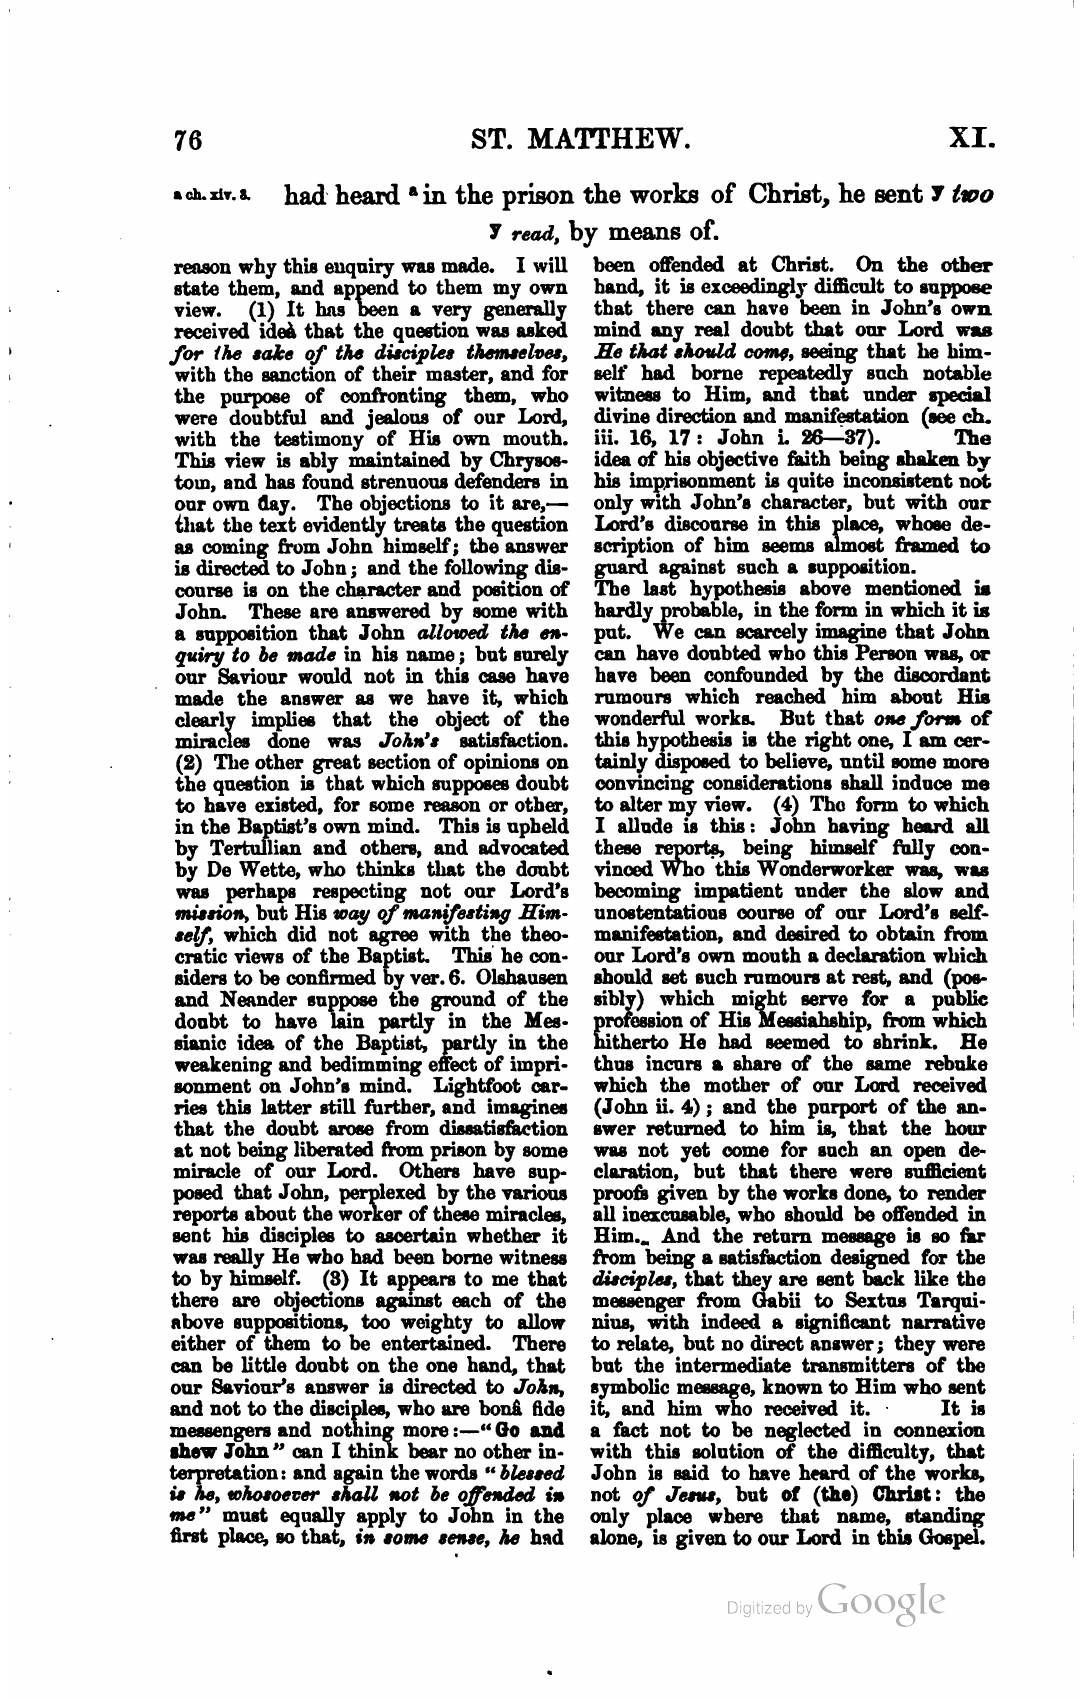 76 ST. MATTHEW. XI.
a ch. xiv. 3. had heard a in the prison the works of Christ, he sent y two
y read, by means of.
reason why this enquiry was made. I will
state them, and append to them my own
view. (1) It has been a very generally
received idea that the question was asked
for the sake of the disciples themselves,
with the sanction of their master, and for
the purpose of confronting them, who
were doubtful and jealous of our Lord,
with the testimony of His own mouth.
This view is ably maintained by Chrysos-
tom, and has found strenuous defenders in
our own day. The objections to it are,—
that the text evidently treats the question
as coming from John himself; the answer
is directed to John; and the following dis-
course is on the character and position of
John. These are answered by some with
a supposition that John allowed the en-
quiry to be made in his name; but surely
our Saviour would not in this case have
made the answer as we have it, which
clearly implies that the object of the
miracles done was John's satisfaction.
(2) The other great section of opinions on
the question is that which supposes doubt
to have existed, for some reason or other,
in the Baptist's own mind. This is upheld
by Tertullian and others, and advocated
by De Wette, who thinks that the doubt
was perhaps respecting not our Lord's
mission, but His way of manifesting Him-
self, which did not agree with the theo-
cratic views of the Baptist. This he con-
siders to be confirmed by ver. 6. Olshausen
and Neander suppose the ground of the
doubt to have lain partly in the Mes-
sianic idea of the Baptist, partly in the
weakening and bedimming effect of impri-
sonment on John's mind. Lightfoot car-
ries this latter still further, and imagines
that the doubt arose from dissatisfaction
at not being liberated from prison by some
miracle of our Lord. Others have sup-
posed that John, perplexed by the various
reports about the worker of these miracles,
sent his disciples to ascertain whether it
was really He who had been borne witness
to by himself. (3) It appears to me that
there are objections against each of the
above suppositions, too weighty to allow
either of them to be entertained. There
can be little doubt on the one hand, that
our Saviour's answer is directed to John,
and not to the disciples, who are bonâ fide
messengers and nothing more:—"Go and
shew John" can I think bear no other in-
terpretation: and again the words "blessed
is he, whosoever shall not be offended in
me" must equally apply to John in the
first place, so that, in some sense, he had
been offended at Christ. On the other
hand, it is exceedingly difficult to suppose
that there can have been in John's own
mind any real doubt that our Lord was
He that should come, seeing that he him-
self had borne repeatedly such notable
witness to Him, and that under special
divine direction and manifestation (see ch.
iii. 16, 17: John i. 26—37). The
idea of his objective faith being shaken by
his imprisonment is quite inconsistent not
only with John's character, but with our
Lord's discourse in this place, whose de-
scription of him seems almost framed to
guard against such a supposition.
The last hypothesis above mentioned is
hardly probable, in the form in which it is
put. We can scarcely imagine that John
can have doubted who this Person was, or
have been confounded by the discordant
rumours which reached him about His
wonderful works. But that one form of
this hypothesis is the right one, I am cer-
tainly disposed to believe, until some more
convincing considerations shall induce me
to alter my view. (4) The form to which
I allude is this: John having heard all
these reports, being himself fully con-
vinced Who this Wonderworker was, was
becoming impatient under the slow and
unostentatious course of our Lord's self-
manifestation, and desired to obtain from
our Lord's own mouth a declaration which
should set such rumours at rest, and (pos-
sibly) which might serve for a public
profession of His Messiahship, from which
hitherto He had seemed to shrink. He
thus incurs a share of the same rebuke
which the mother of our Lord received
(John ii. 4); and the purport of the an-
swer returned to him is, that the hour
was not yet come for such an open de-
claration, but that there were sufficient
proofs given by the works done, to render
all inexcusable, who should be offended in
Him. And the return message is so far
from being a satisfaction designed for the
disciples, that they are sent back like the
messenger from Gabii to Sextus Tarqui-
nius, with indeed a significant narrative
to relate, but no direct answer; they were
but the intermediate transmitters of the
symbolic message, known to Him who sent
it, and him who received it. It is
a fact not to be neglected in connexion
with this solution of the difficulty, that
John is said to have heard of the works,
not of Jesus, but of (the) Christ: the
only place where that name, standing
alone, is given to our Lord in this Gospel.
Digitized by Google